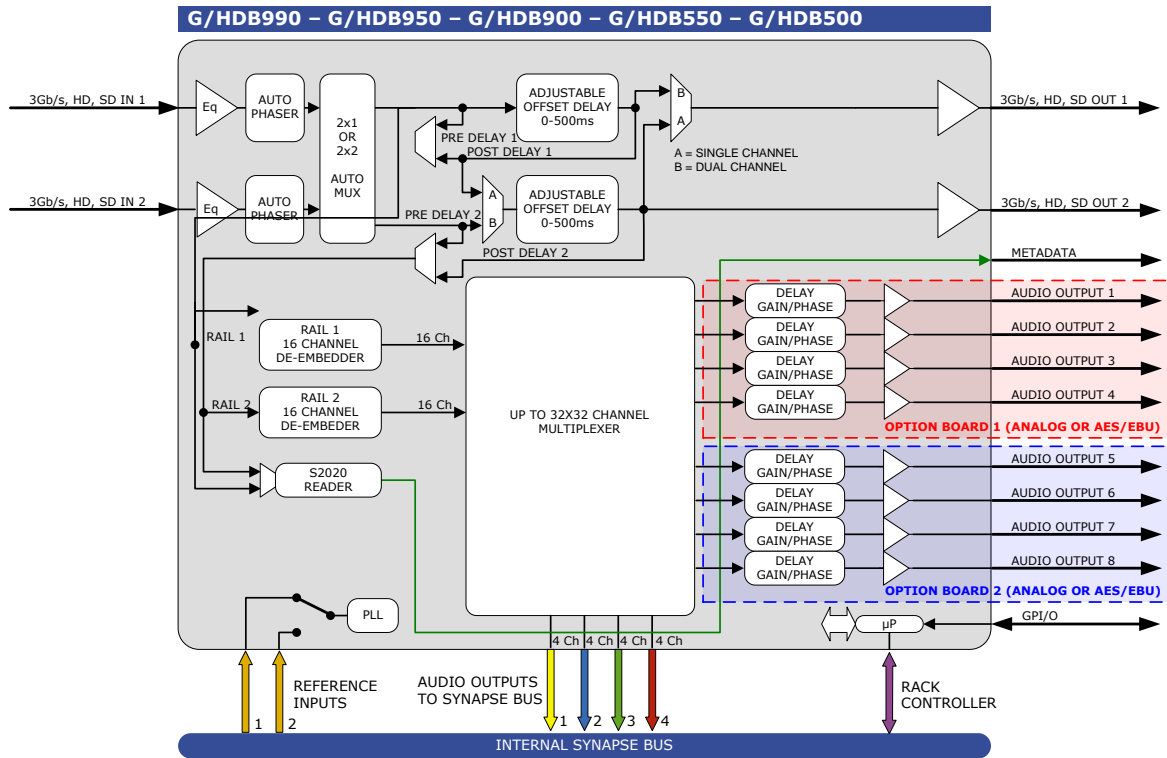 G/HDB990 – G/HDB950 – G/HDB900 – G/HDB550 – G/HDB500
3Gb/s, HD, SD IN 1
Eq
AUTO
PHASER
2x1
OR
2x2
AUTO
MUX
PRE DELAY 1
POST DELAY 1
ADJUSTABLE
OFFSET DELAY
0-500ms
B
A
A = SINGLE CHANNEL
B = DUAL CHANNEL
3Gb/s, HD, SD OUT 1
3Gb/s, HD, SD IN 2
Eq
AUTO
PHASER
PRE DELAY 2
POST DELAY 2
A
B
ADJUSTABLE
OFFSET DELAY
0-500ms
3Gb/s, HD, SD OUT 2
METADATA
RAIL 1
RAIL 1
16 CHANNEL
DE-EMBEDDER
16 Ch
RAIL 2
RAIL 2
16 CHANNEL
DE-EMBEDER
16 Ch
S2020
READER
UP TO 32X32 CHANNEL
MULTIPLEXER
DELAY
GAIN/PHASE
AUDIO OUTPUT 1
DELAY
GAIN/PHASE
AUDIO OUTPUT 2
DELAY
GAIN/PHASE
AUDIO OUTPUT 3
DELAY
GAIN/PHASE
AUDIO OUTPUT 4
OPTION BOARD 1 (ANALOG OR AES/EBU)
DELAY
GAIN/PHASE
AUDIO OUTPUT 5
DELAY
GAIN/PHASE
AUDIO OUTPUT 6
DELAY
GAIN/PHASE
AUDIO OUTPUT 7
DELAY
GAIN/PHASE
AUDIO OUTPUT 8
OPTION BOARD 2 (ANALOG OR AES/EBU)
PLL
µP
GPI/O
4 Ch
4 Ch
4 Ch
4 Ch
REFERENCE
INPUTS
1
2
AUDIO OUTPUTS
TO SYNAPSE BUS
1
2
3
4
RACK
CONTROLLER
INTERNAL SYNAPSE BUS